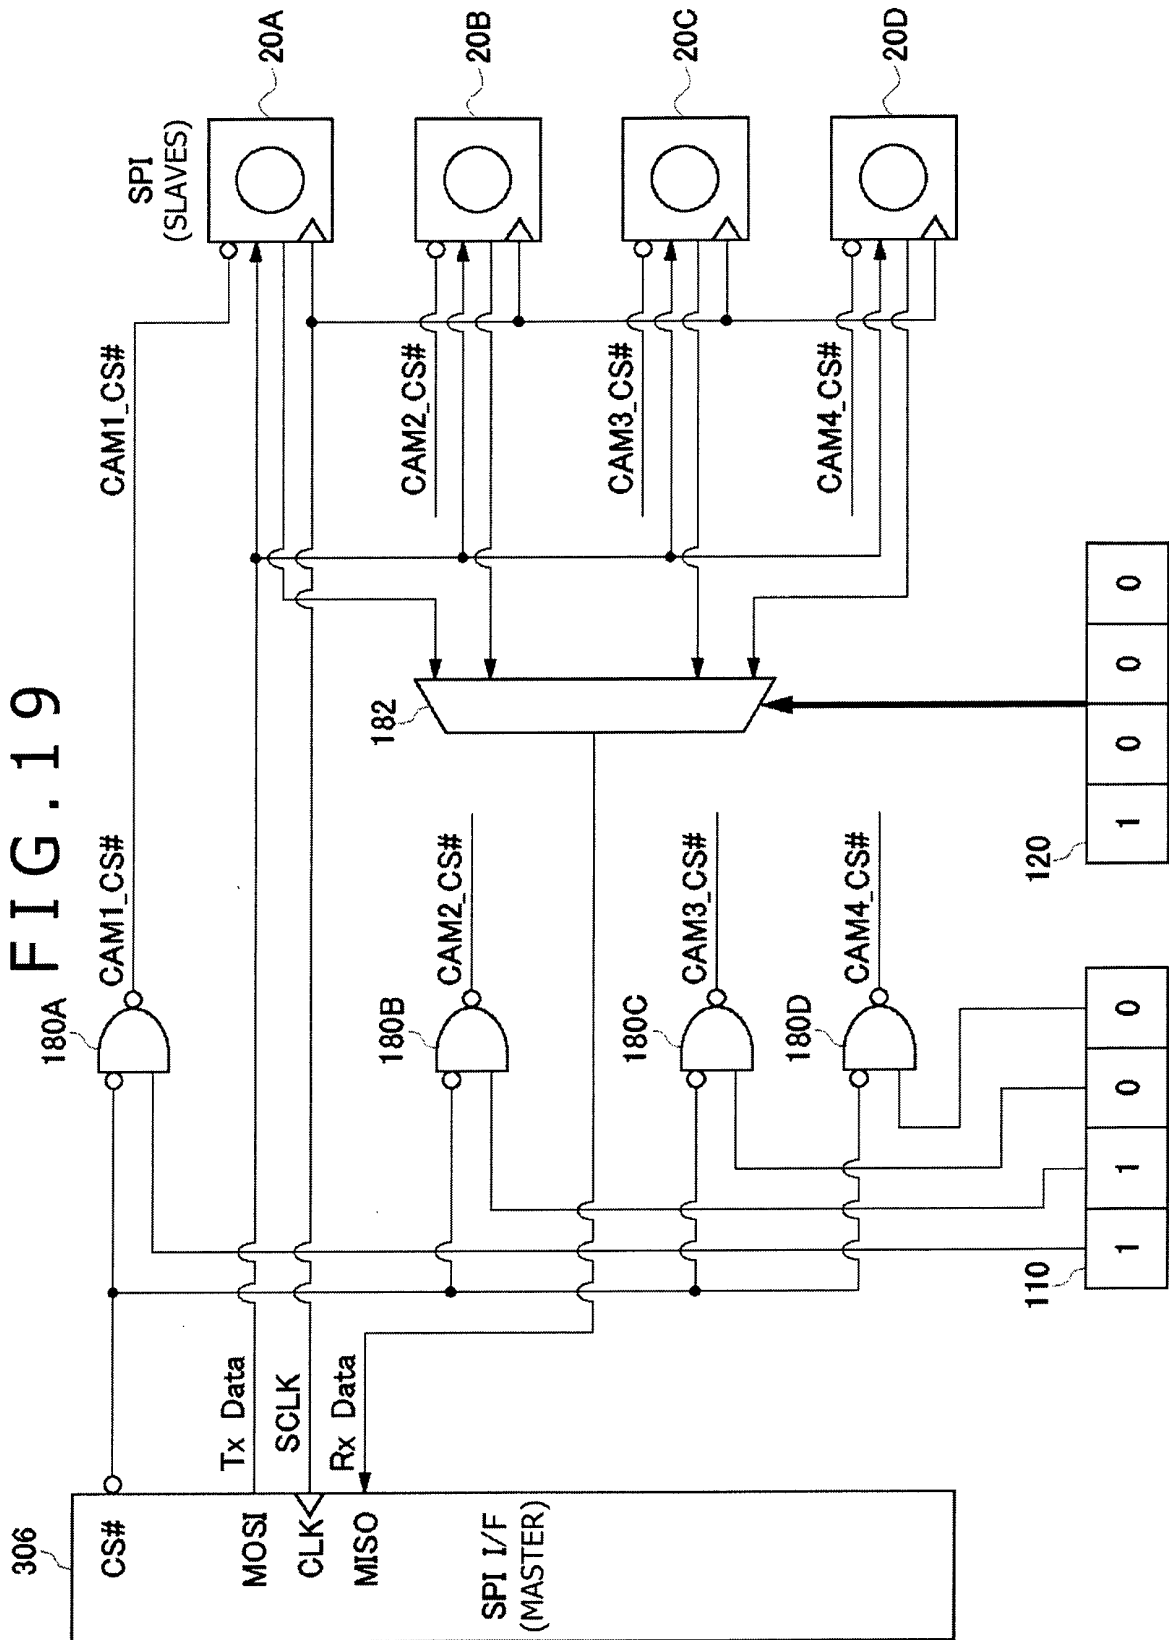 FIG.19
306
CS#
MOSI
CLK
MISO
SPI I/F
(MASTER)
Tx Data
SCLK
Rx Data
180A
CAM1_CS#
CAM1_CS#
180B
CAM2_CS#
180C
CAM3_CS#
180D
CAM4_CS#
182
SPI
(SLAVES)
20A
CAM2_CS#
20B
CAM3_CS#
20C
CAM4_CS#
20D
110
1 1 0 0
120
1 0 0 0